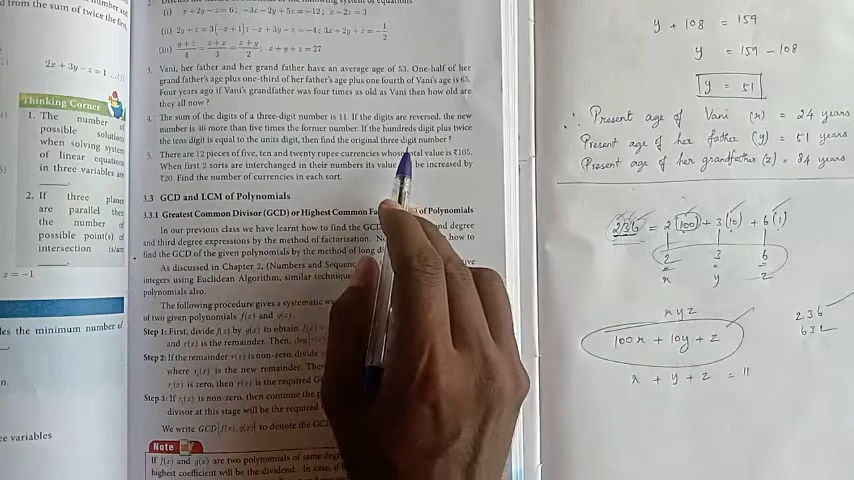 d from the sum of twice the
(i) x + 2y − z = 6; −3x − 2y + 5z = −12; x − 2z = 3
(ii) 2y + z = 3(−x + 1); −x + 3y − z = −4; 3x + 2y + z = −1/2
(iii) (y + z)/4 = (z + x)/3 = (x + y)/2; x + y + z = 27
3. Vani, her father and her grand father have an average age of 53. One-half of her
grand father's age plus one-third of her father's age plus one fourth of Vani's age is 65.
Four years ago if Vani's grandfather was four times as old as Vani then how old are
they all now ?
4. The sum of the digits of a three-digit number is 11. If the digits are reversed, the new
number is 46 more than five times the former number. If the hundreds digit plus twice
the tens digit is equal to the units digit, then find the original three digit number ?
5. There are 12 pieces of five, ten and twenty rupee currencies whose total value is ₹105.
When first 2 sorts are interchanged in their numbers its value be increased by
₹20. Find the number of currencies in each sort.
3.3 GCD and LCM of Polynomials
3.3.1 Greatest Common Divisor (GCD) or Highest Common of Polynomials
In our previous class we have learnt how to find the GCD nd degree
and third degree expressions by the method of factorization. how to
find the GCD of the given polynomials by the method of long
As discussed in Chapter 2, (Numbers and
integers using Euclidean Algorithm, similar technique
polynomials also.
The following procedure gives a systematic
of two given polynomials f(x) and g(x).
Step 1: First, divide f(x) by g(x) to obtain f(x) =
and r(x) is the remainder. Then,
Step 2: If the remainder r(x) is non-zero, divide
where r₁(x) is the new remainder.
r₁(x) is zero, then r(x) is the required
Step 3: If r₁(x) is non-zero, then continue the
divisor at this stage will be the required
We write GCD[f(x), g(x)] to denote the
Note
If f(x) and g(x) are two polynomials of same
highest coefficient will be the dividend. In case,
2x + 3y − z = 1
Thinking Corner
1. The number of
possible solutions
when solving system
of linear equations
in three variables are
2. If three planes
are parallel then
the number of
possible point(s) of
intersection is/are
z = −1
es the minimum number of
n.
ee variables
y + 108 = 159
y = 159 − 108
y = 51
∴ Present age of Vani (x) = 24 years
Present age of her father (y) = 51 years
Present age of her grandfather (z) = 84 years
236 = 2(100) + 3(10) + 6(1)
2 3 6
x y z
x y z
100x + 10y + z
236
632
x + y + z = 11